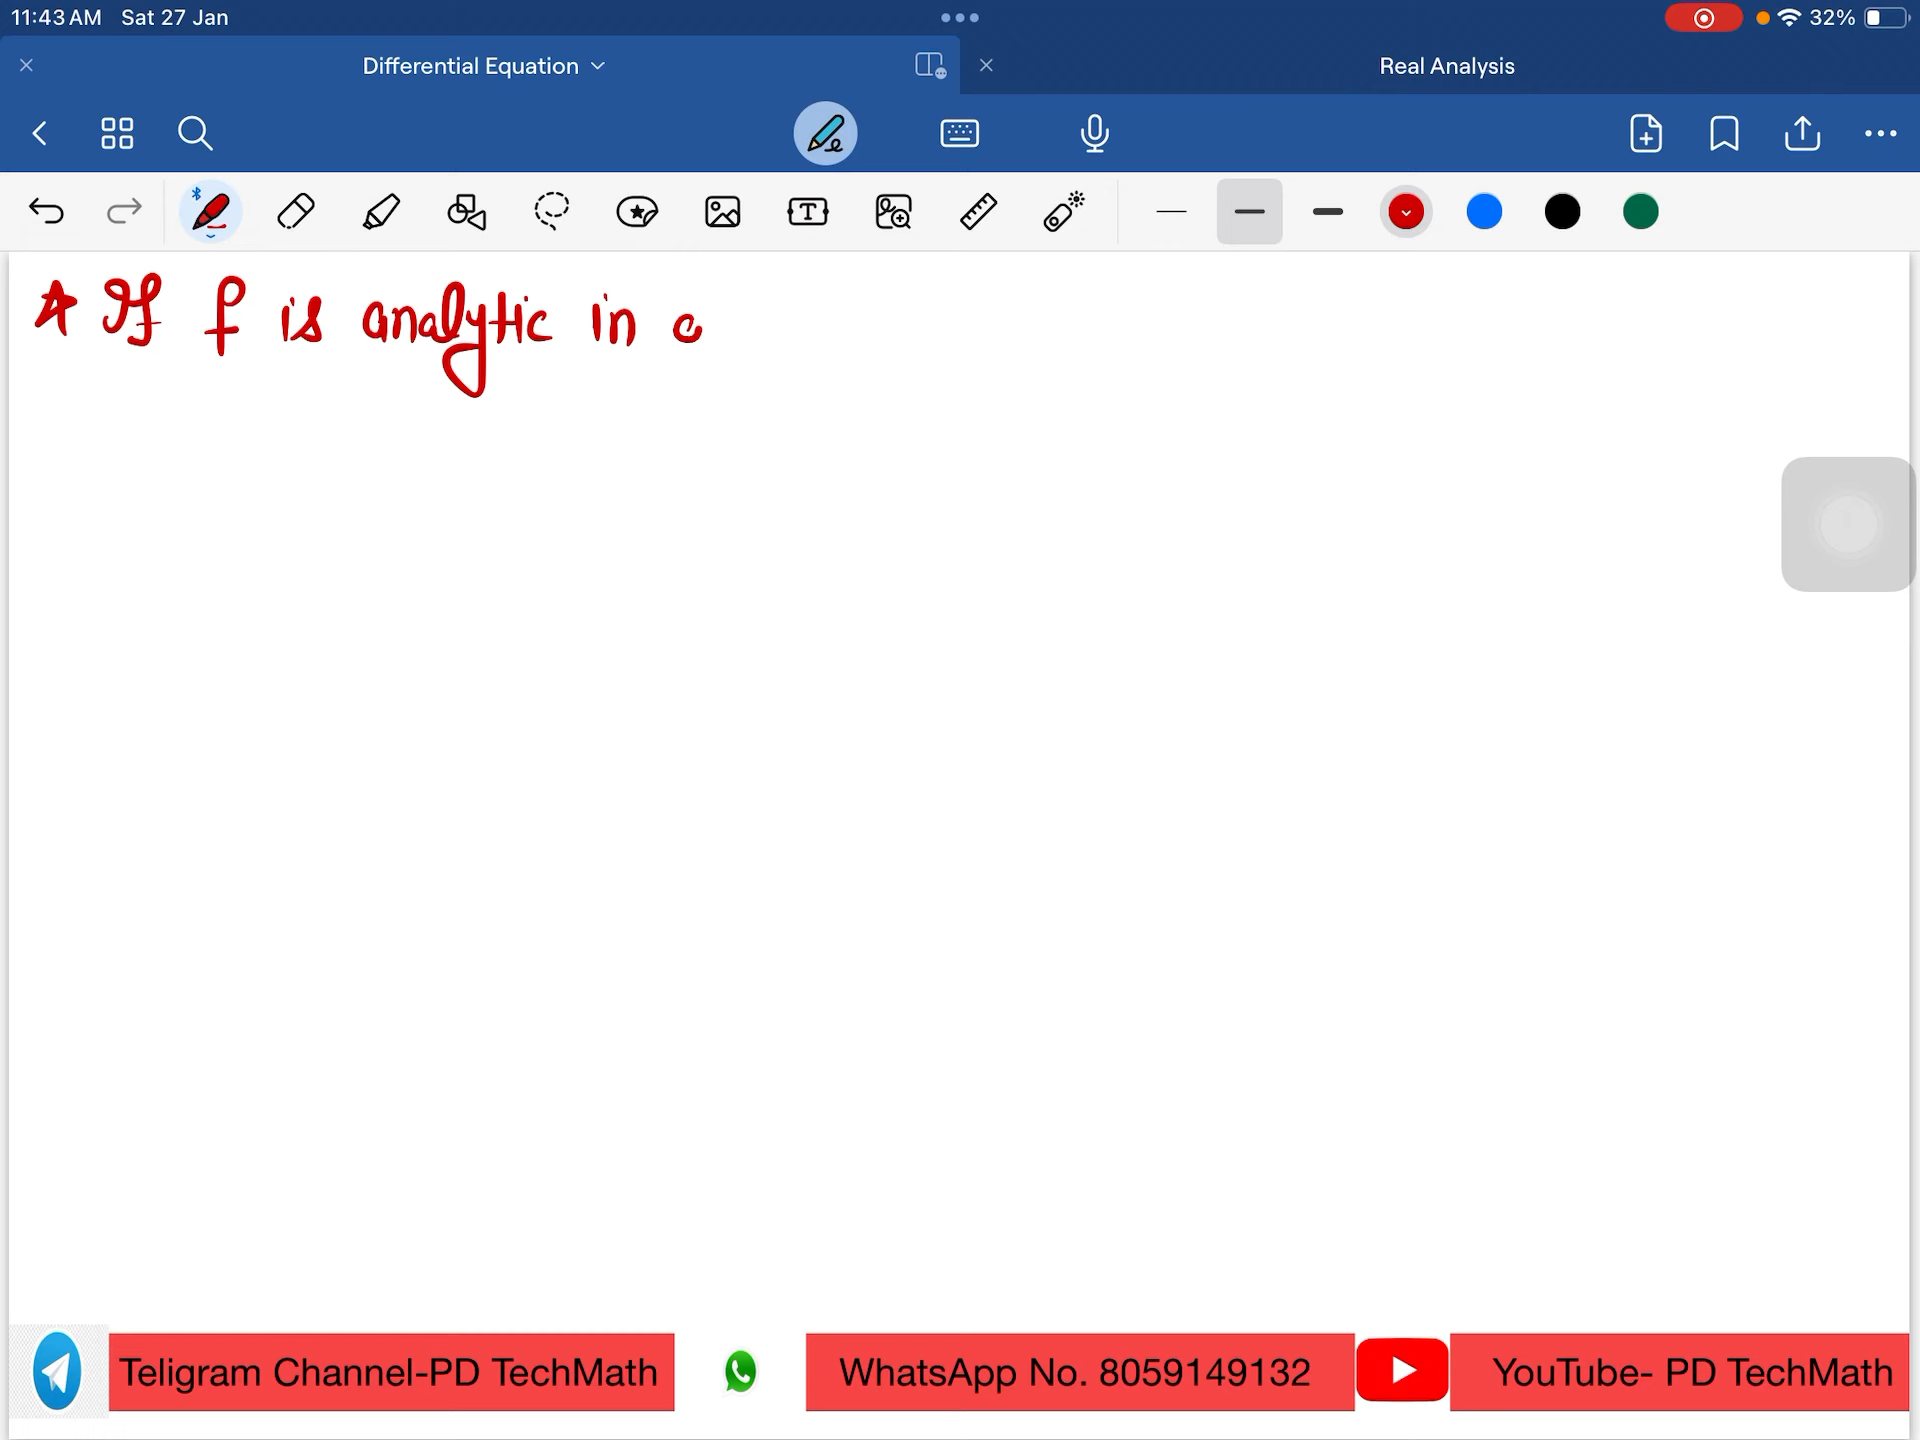 11:43 AM Sat 27 Jan
32%
Differential Equation
Real Analysis
If f is analytic in a
Teligram Channel-PD TechMath
WhatsApp No. 8059149132
YouTube- PD TechMath